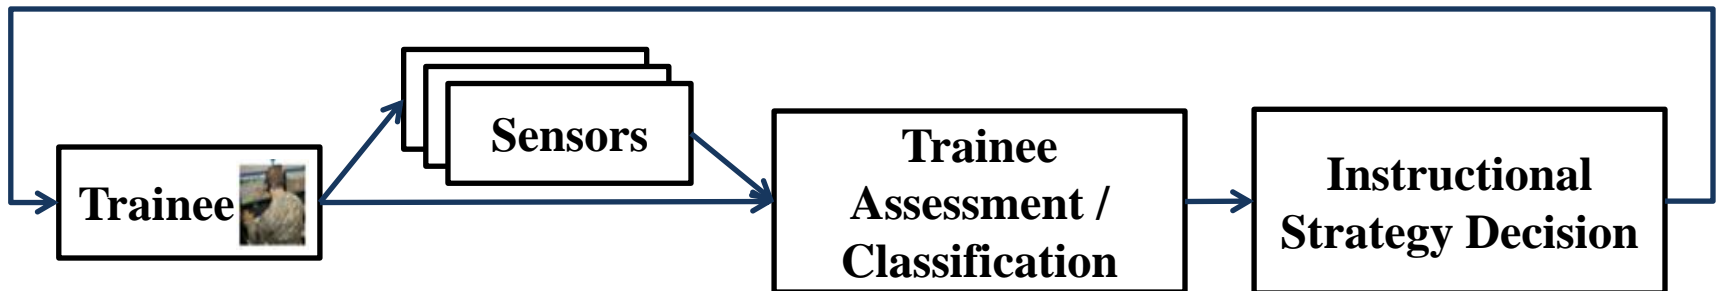 Trainee
Sensors
Trainee
Assessment /
Classification
Instructional
Strategy Decision